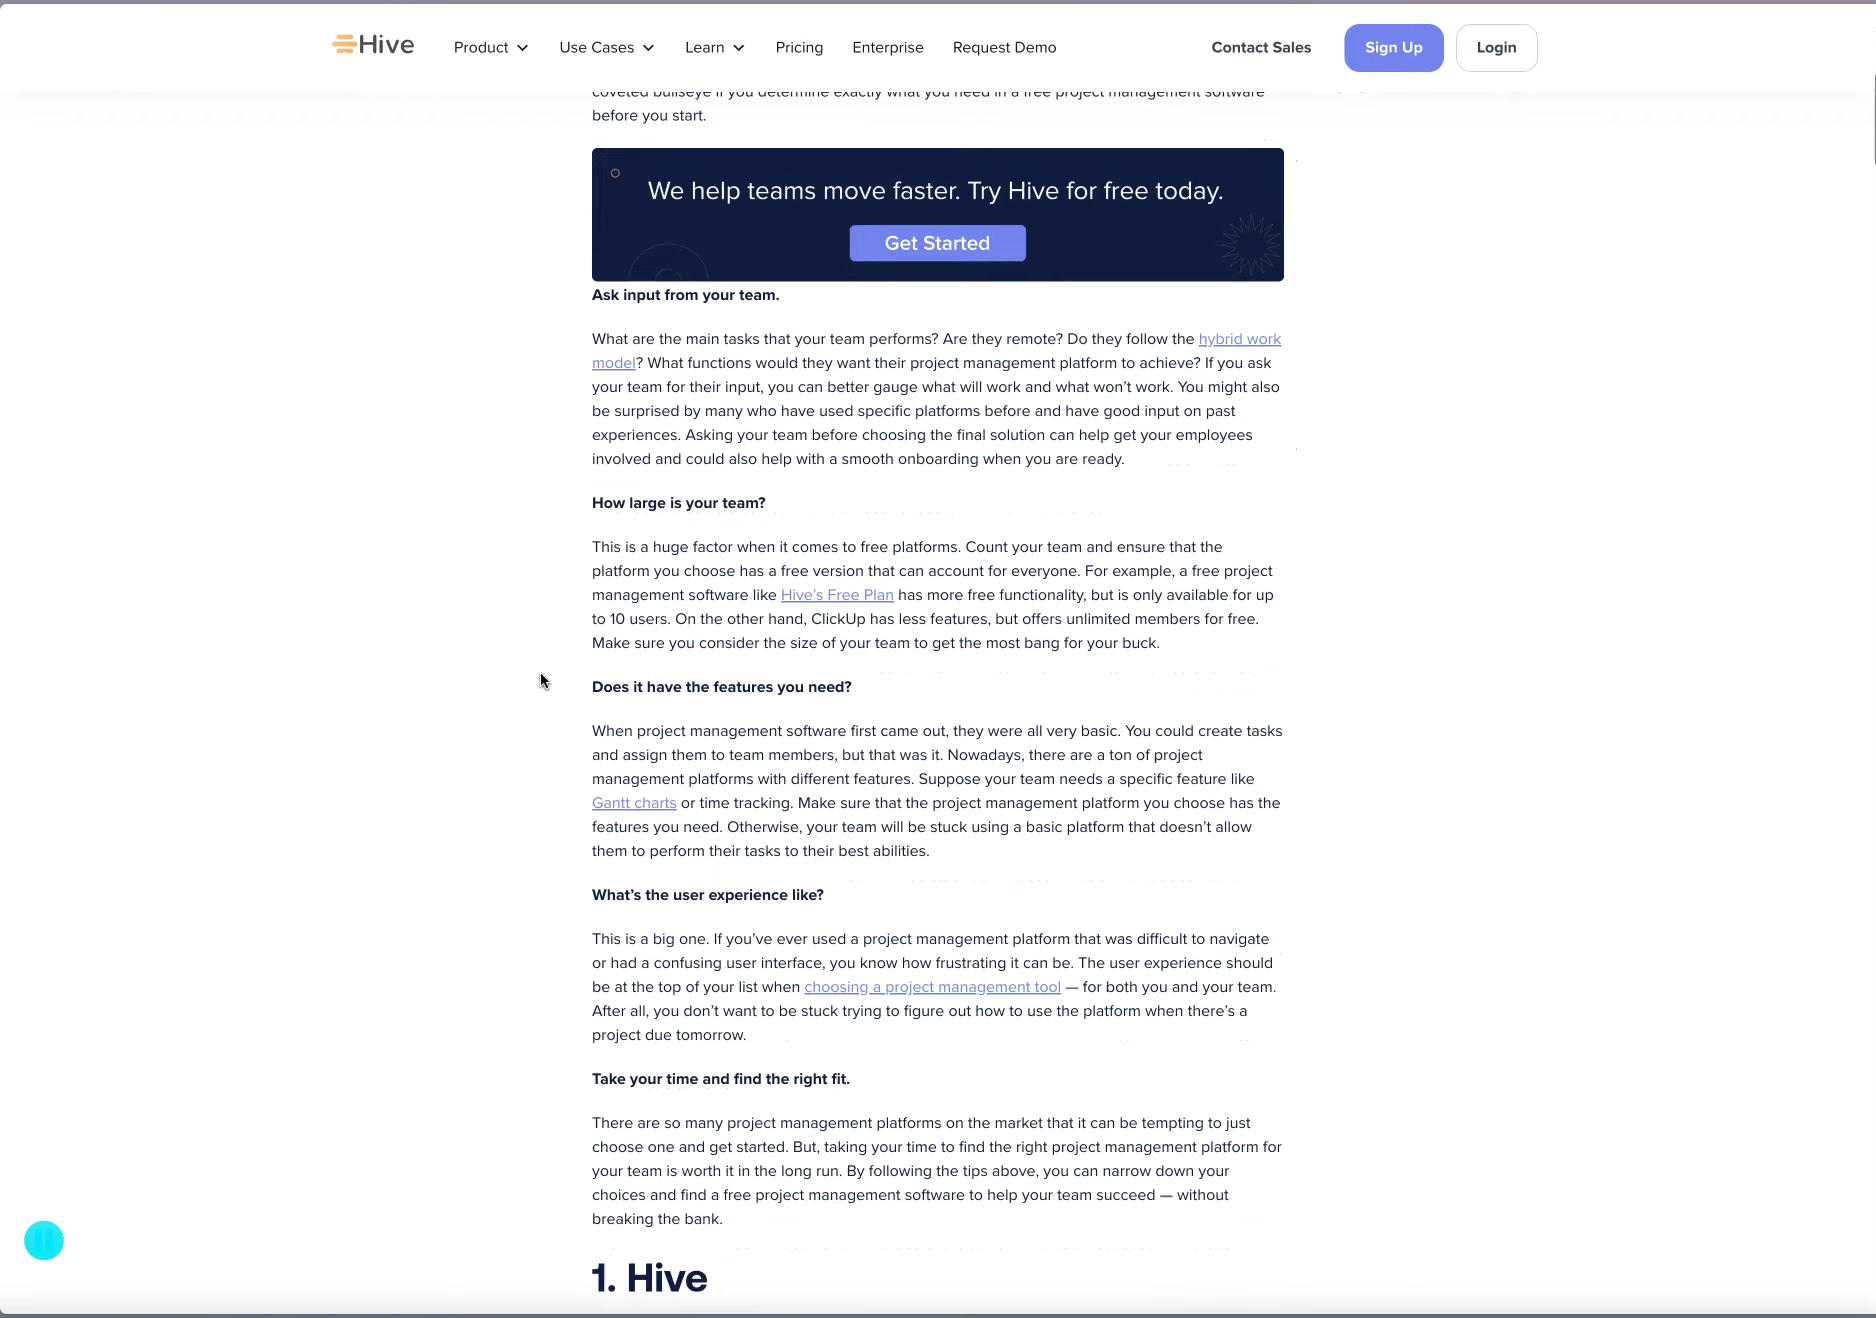 Hive
Product
Use Cases
Learn
Pricing
Enterprise
Request Demo
Contact Sales
Sign Up
Login
coveted bullseye if you determine exactly what you need in a free project management software
before you start.
We help teams move faster. Try Hive for free today.
Get Started
Ask input from your team.
What are the main tasks that your team performs? Are they remote? Do they follow the hybrid work
model? What functions would they want their project management platform to achieve? If you ask
your team for their input, you can better gauge what will work and what won’t work. You might also
be surprised by many who have used specific platforms before and have good input on past
experiences. Asking your team before choosing the final solution can help get your employees
involved and could also help with a smooth onboarding when you are ready.
How large is your team?
This is a huge factor when it comes to free platforms. Count your team and ensure that the
platform you choose has a free version that can account for everyone. For example, a free project
management software like Hive’s Free Plan has more free functionality, but is only available for up
to 10 users. On the other hand, ClickUp has less features, but offers unlimited members for free.
Make sure you consider the size of your team to get the most bang for your buck.
Does it have the features you need?
When project management software first came out, they were all very basic. You could create tasks
and assign them to team members, but that was it. Nowadays, there are a ton of project
management platforms with different features. Suppose your team needs a specific feature like
Gantt charts or time tracking. Make sure that the project management platform you choose has the
features you need. Otherwise, your team will be stuck using a basic platform that doesn’t allow
them to perform their tasks to their best abilities.
What’s the user experience like?
This is a big one. If you’ve ever used a project management platform that was difficult to navigate
or had a confusing user interface, you know how frustrating it can be. The user experience should
be at the top of your list when choosing a project management tool — for both you and your team.
After all, you don’t want to be stuck trying to figure out how to use the platform when there’s a
project due tomorrow.
Take your time and find the right fit.
There are so many project management platforms on the market that it can be tempting to just
choose one and get started. But, taking your time to find the right project management platform for
your team is worth it in the long run. By following the tips above, you can narrow down your
choices and find a free project management software to help your team succeed — without
breaking the bank.
1. Hive